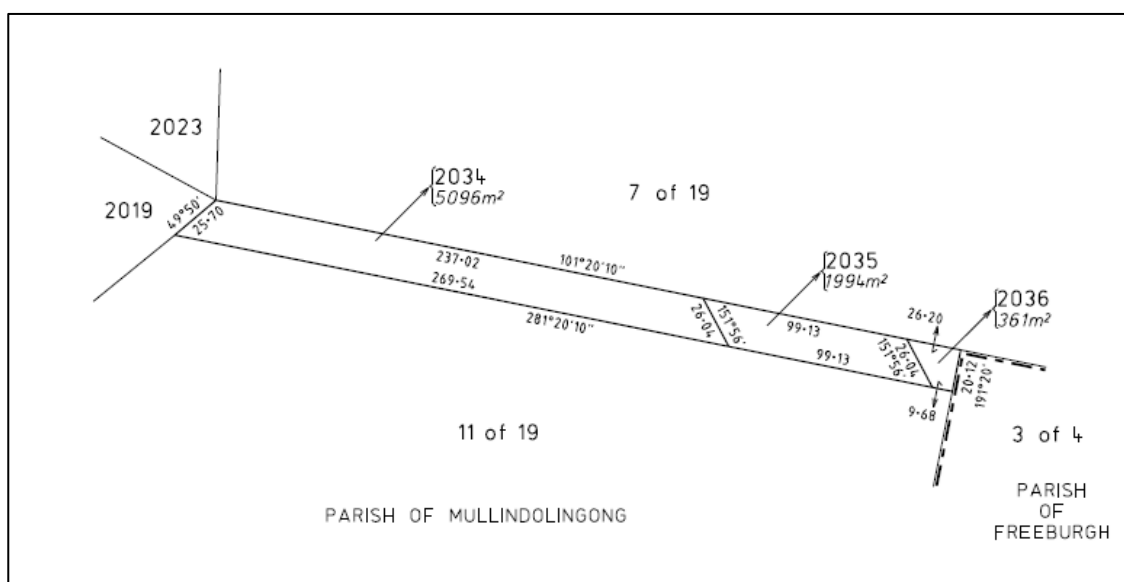 2023
2019
49°50'
25·70
2034
5096m²
7 of 19
237·02
101°20'10"
269·54
281°20'10"
2035
1994m²
26·04
151°56'
99·13
99·13
26·20
2036
361m²
26·04
151°56'
9·68
20·12
191°20'
11 of 19
3 of 4
PARISH OF MULLINDOLINGONG
PARISH
OF
FREEBURGH